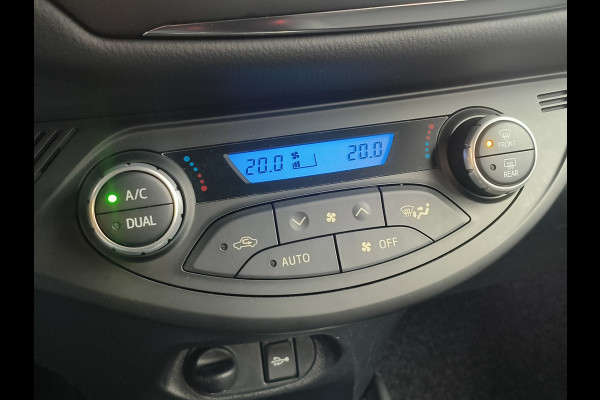 20.0 20.0
FRONT
REAR
A/C
DUAL
AUTO
OFF